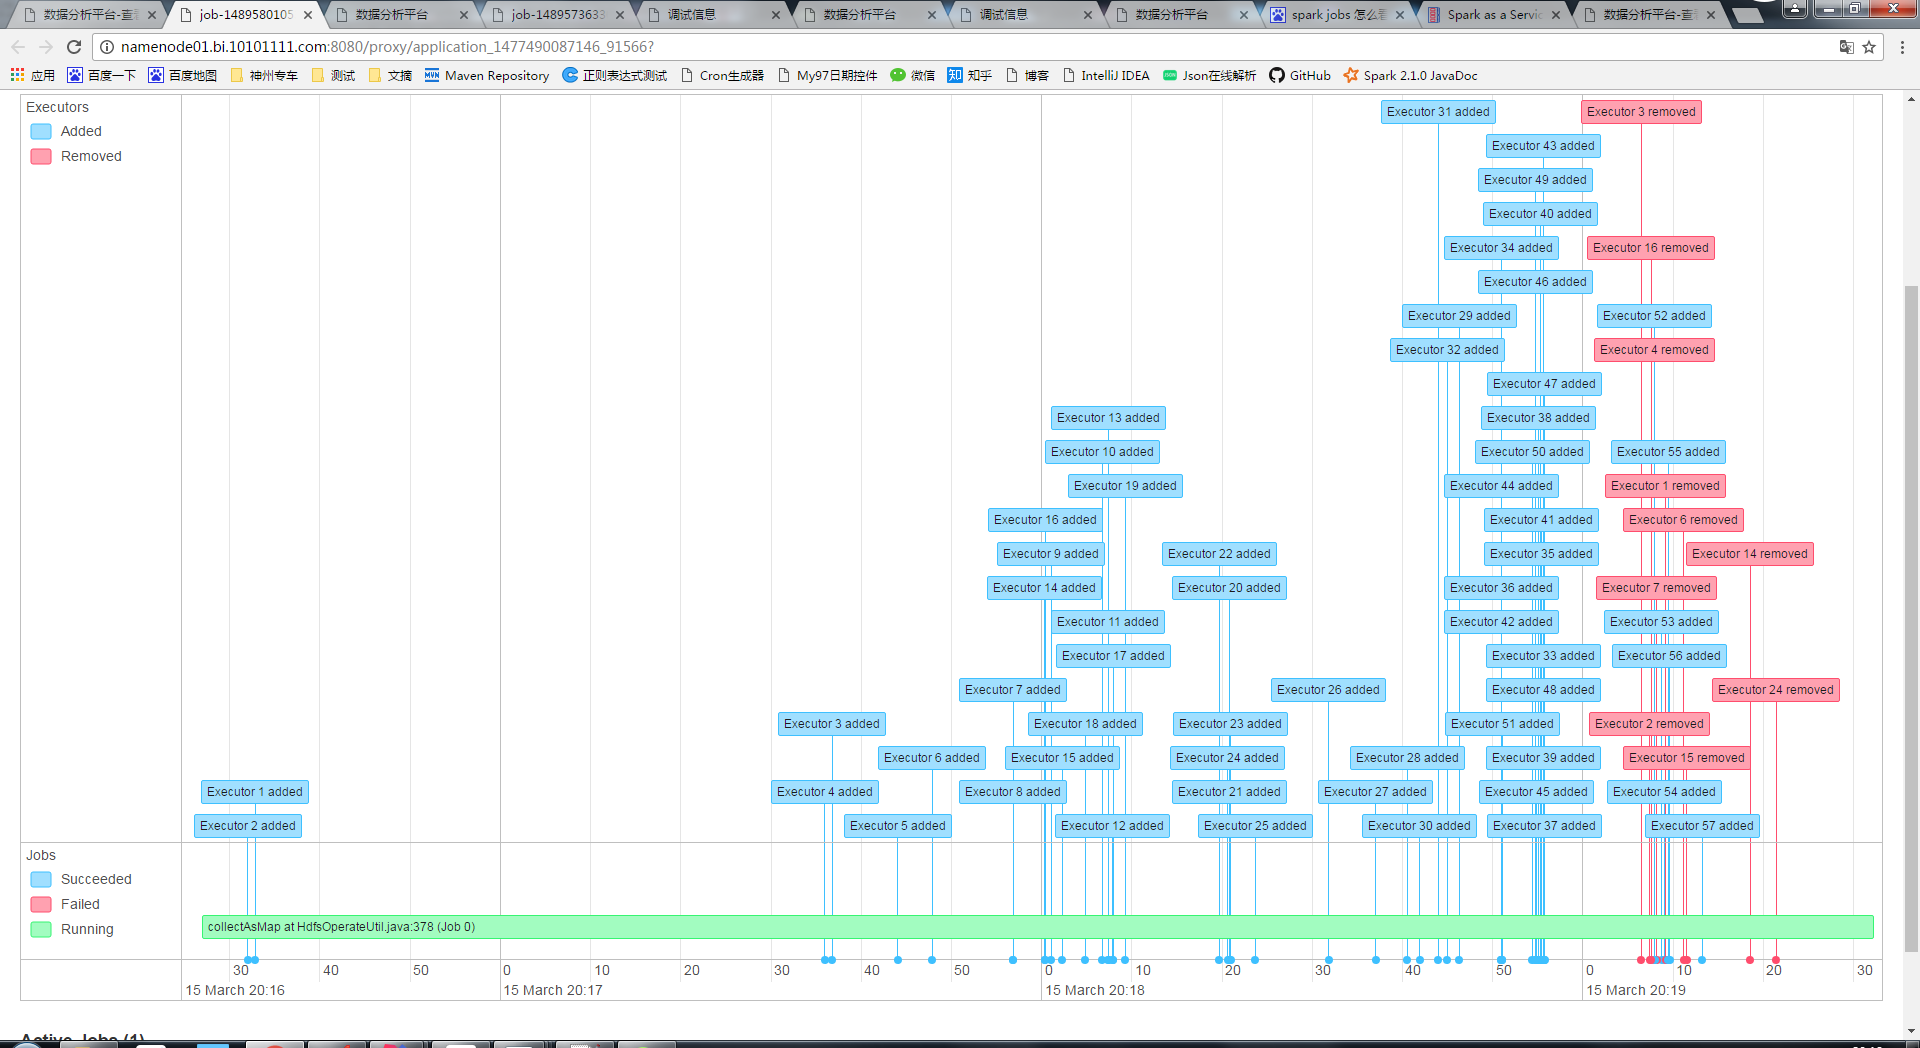 数据分析平台-查看
job-1489580105
数据分析平台
job-1489573633
调试信息
数据分析平台
调试信息
数据分析平台
spark jobs 怎么看
Spark as a Servic
数据分析平台-查看
namenode01.bi.10101111.com:8080/proxy/application_1477490087146_91566?
应用 百度一下 百度地图 神州专车 测试 文摘 Maven Repository 正则表达式测试 Cron生成器 My97日期控件 微信 知乎 博客 IntelliJ IDEA Json在线解析 GitHub Spark 2.1.0 JavaDoc
Executors
Added
Removed
Executor 31 added Executor 3 removed
Executor 43 added
Executor 49 added
Executor 40 added
Executor 34 added Executor 16 removed
Executor 46 added
Executor 29 added Executor 52 added
Executor 32 added Executor 4 removed
Executor 47 added
Executor 13 added Executor 38 added
Executor 10 added Executor 50 added Executor 55 added
Executor 19 added Executor 44 added Executor 1 removed
Executor 16 added Executor 41 added Executor 6 removed
Executor 9 added Executor 22 added Executor 35 added Executor 14 removed
Executor 14 added Executor 20 added Executor 36 added Executor 7 removed
Executor 11 added Executor 42 added Executor 53 added
Executor 17 added Executor 33 added Executor 56 added
Executor 7 added Executor 26 added Executor 48 added Executor 24 removed
Executor 3 added Executor 18 added Executor 23 added Executor 51 added Executor 2 removed
Executor 6 added Executor 15 added Executor 24 added Executor 28 added Executor 39 added Executor 15 removed
Executor 1 added Executor 4 added Executor 8 added Executor 21 added Executor 27 added Executor 45 added Executor 54 added
Executor 2 added Executor 5 added Executor 12 added Executor 25 added Executor 30 added Executor 37 added Executor 57 added
Jobs
Succeeded
Failed
Running
collectAsMap at HdfsOperateUtil.java:378 (Job 0)
30 40 50 0 10 20 30 40 50 0 10 20 30 40 50 0 10 20 30
15 March 20:16 15 March 20:17 15 March 20:18 15 March 20:19
Active Jobs (1)